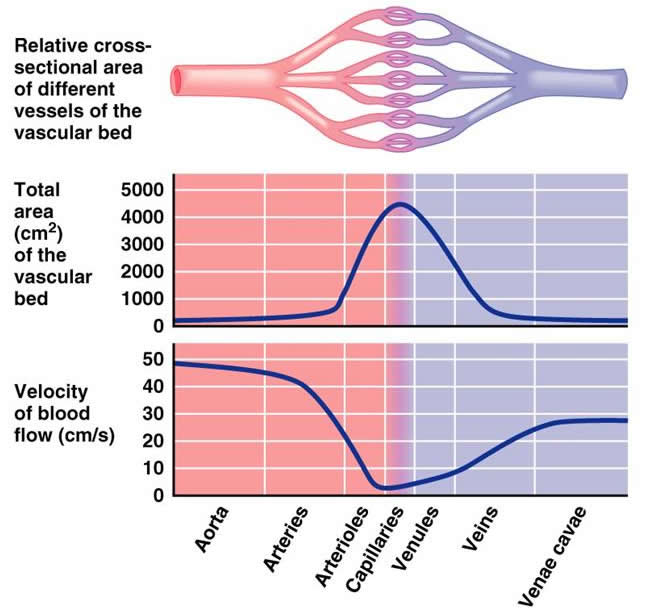 Relative cross-
sectional area
of different
vessels of the
vascular bed
Total
area
(cm²)
of the
vascular
bed
5000
4000
3000
2000
1000
0
Velocity
of blood
flow (cm/s)
50
40
30
20
10
0
Aorta
Arteries
Arterioles
Capillaries
Venules
Veins
Venae cavae